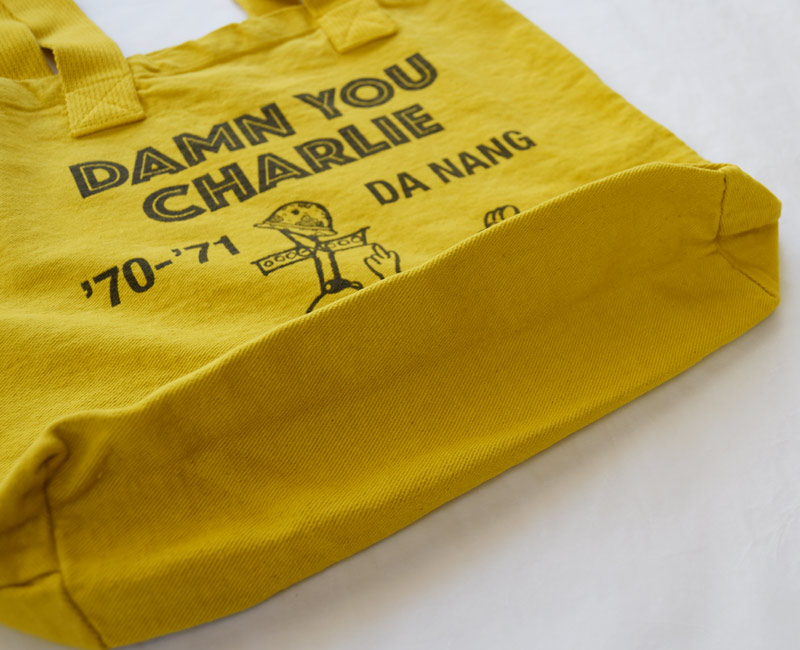 DAMN YOU
CHARLIE
DA NANG
'70-'71